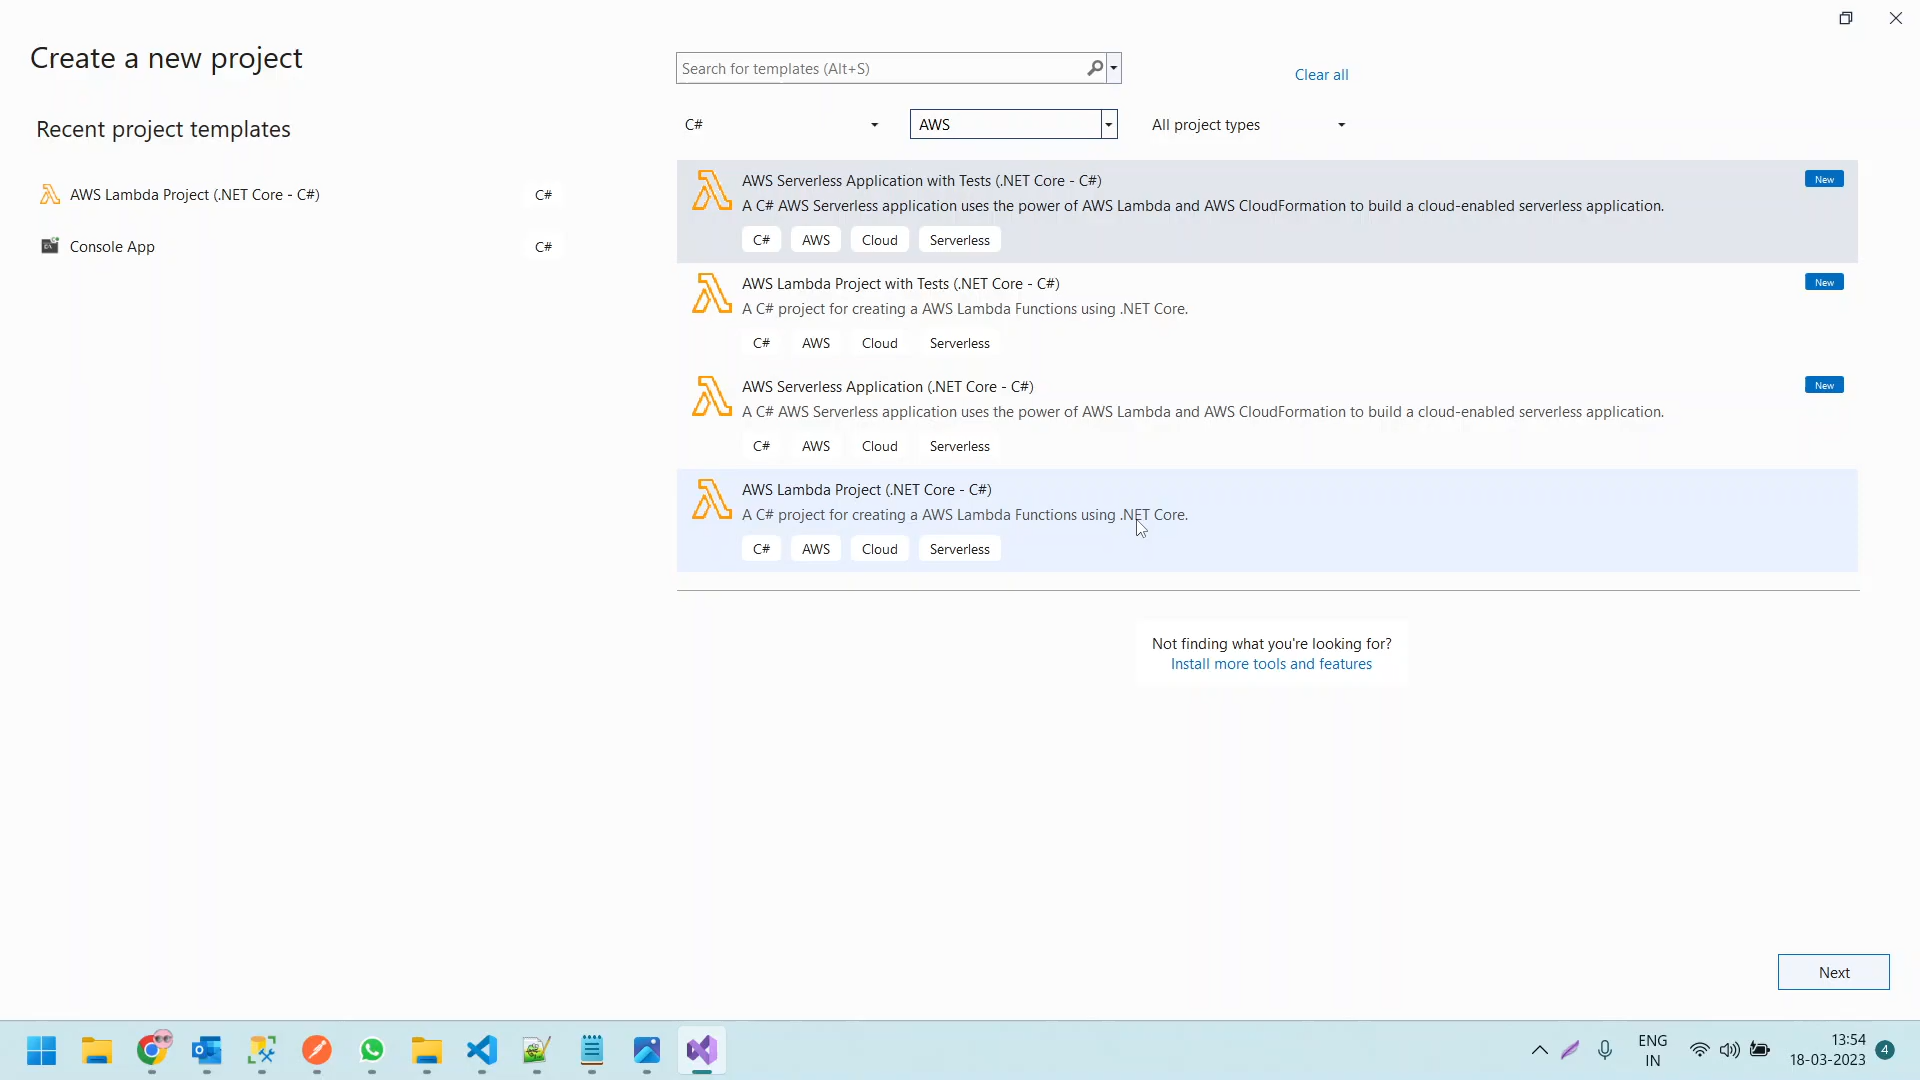 Create a new project
Search for templates (Alt+S)
Clear all
Recent project templates
C#
AWS
All project types
AWS Lambda Project (.NET Core - C#)
C#
Console App
C#
AWS Serverless Application with Tests (.NET Core - C#)
New
A C# AWS Serverless application uses the power of AWS Lambda and AWS CloudFormation to build a cloud-enabled serverless application.
C# AWS Cloud Serverless
AWS Lambda Project with Tests (.NET Core - C#)
New
A C# project for creating a AWS Lambda Functions using .NET Core.
C# AWS Cloud Serverless
AWS Serverless Application (.NET Core - C#)
New
A C# AWS Serverless application uses the power of AWS Lambda and AWS CloudFormation to build a cloud-enabled serverless application.
C# AWS Cloud Serverless
AWS Lambda Project (.NET Core - C#)
A C# project for creating a AWS Lambda Functions using .NET Core.
C# AWS Cloud Serverless
Not finding what you're looking for?
Install more tools and features
Next
ENG
IN
13:54
18-03-2023
4